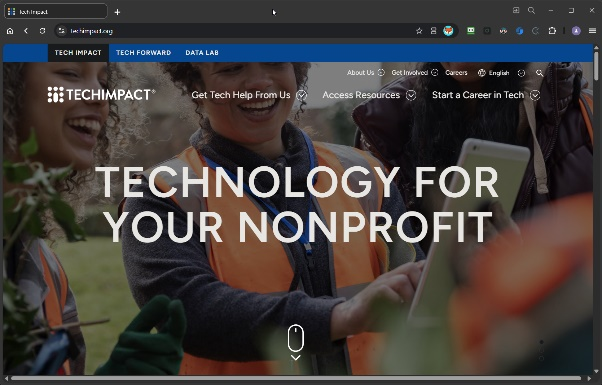 Tech Impact
techimpact.org
TECH IMPACT TECH FORWARD DATA LAB
About Us Get Involved Careers English
TECHIMPACT®
Get Tech Help From Us Access Resources Start a Career in Tech
TECHNOLOGY FOR
YOUR NONPROFIT